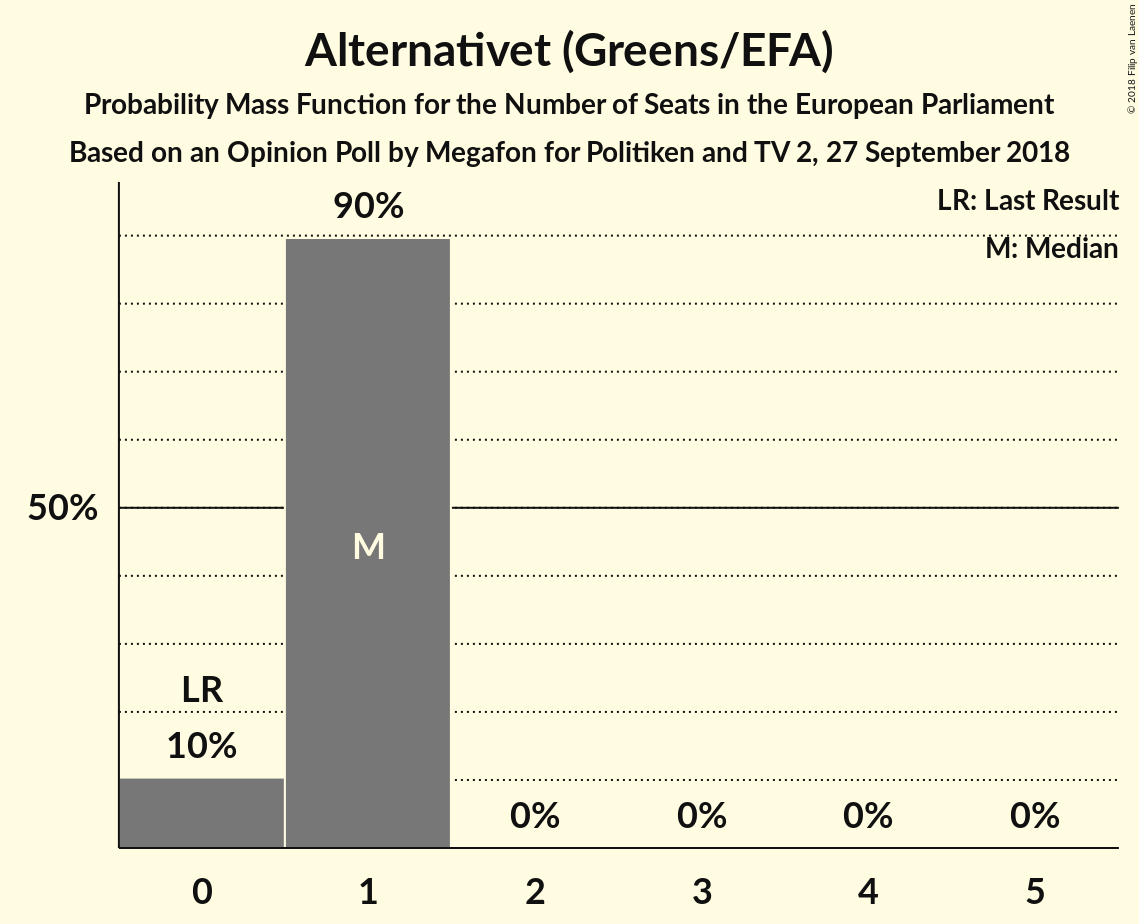 Alternativet (Greens/EFA)
Probability Mass Function for the Number of Seats in the European Parliament
Based on an Opinion Poll by Megafon for Politiken and TV 2, 27 September 2018
© 2018 Filip van Laenen
LR: Last Result
M: Median
90%
50%
M
LR
10%
0%
0%
0%
0%
0
1
2
3
4
5